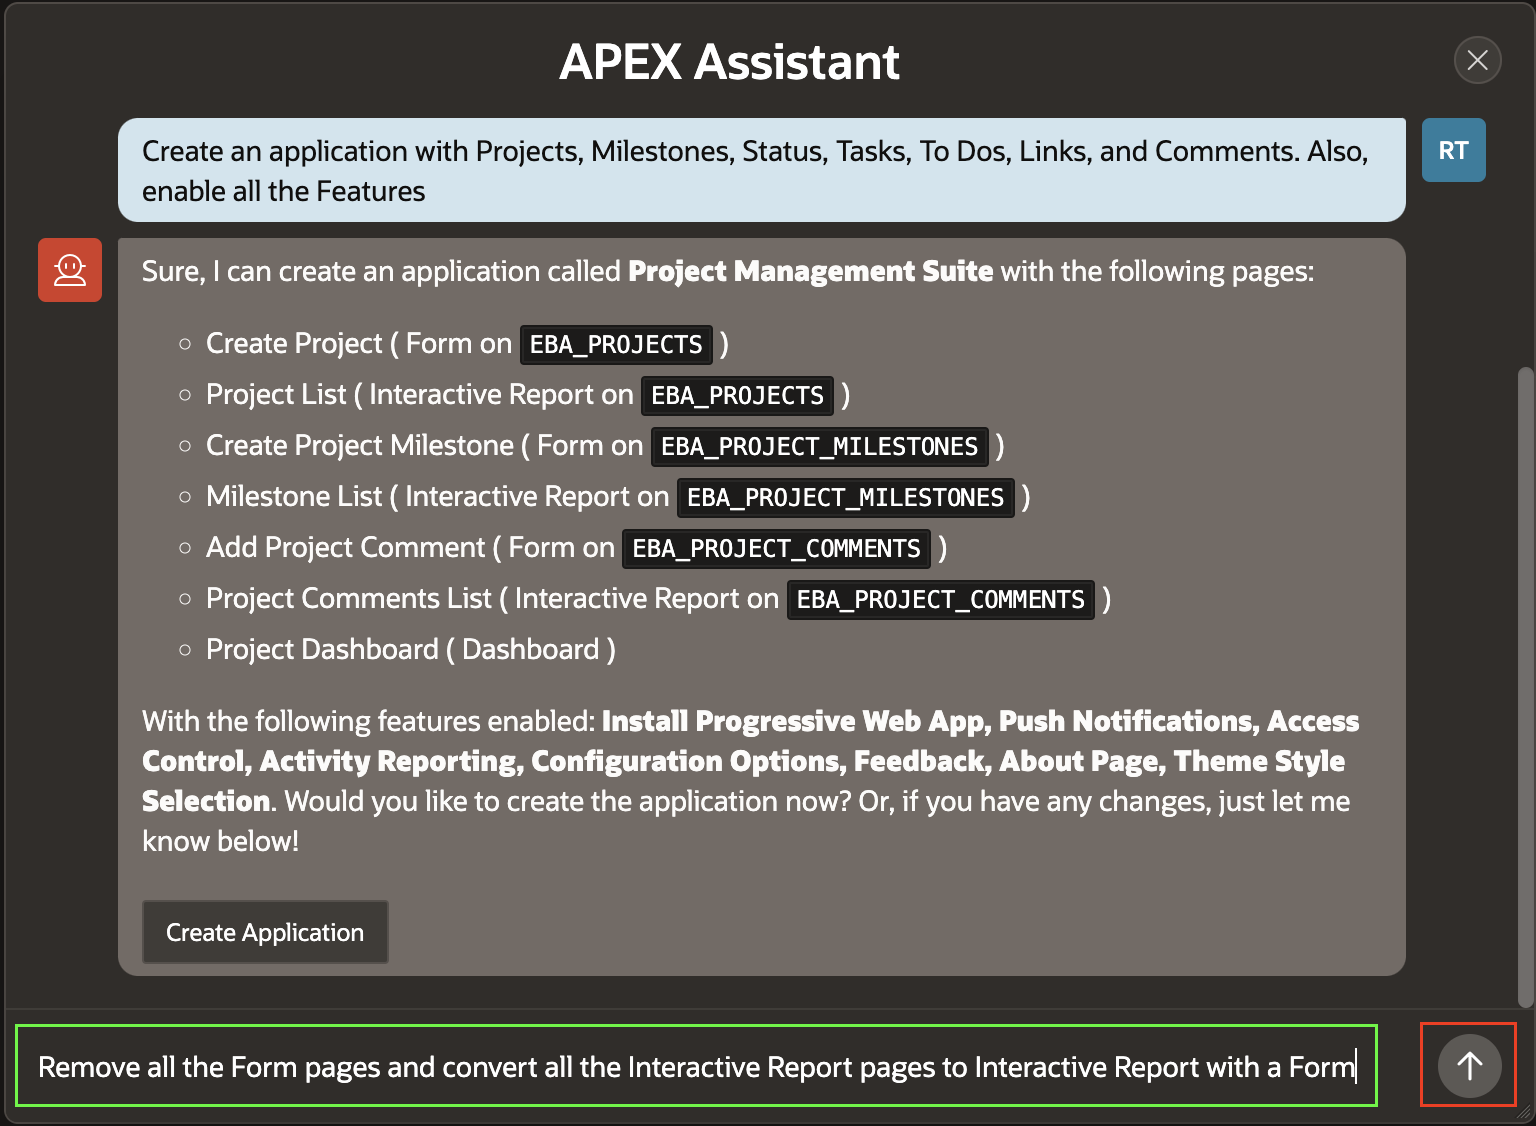 APEX Assistant
Create an application with Projects, Milestones, Status, Tasks, To Dos, Links, and Comments. Also,
enable all the Features
RT
Sure, I can create an application called Project Management Suite with the following pages:
Create Project ( Form on EBA_PROJECTS )
Project List ( Interactive Report on EBA_PROJECTS )
Create Project Milestone ( Form on EBA_PROJECT_MILESTONES )
Milestone List ( Interactive Report on EBA_PROJECT_MILESTONES )
Add Project Comment ( Form on EBA_PROJECT_COMMENTS )
Project Comments List ( Interactive Report on EBA_PROJECT_COMMENTS )
Project Dashboard ( Dashboard )
With the following features enabled: Install Progressive Web App, Push Notifications, Access
Control, Activity Reporting, Configuration Options, Feedback, About Page, Theme Style
Selection. Would you like to create the application now? Or, if you have any changes, just let me
know below!
Create Application
Remove all the Form pages and convert all the Interactive Report pages to Interactive Report with a Form